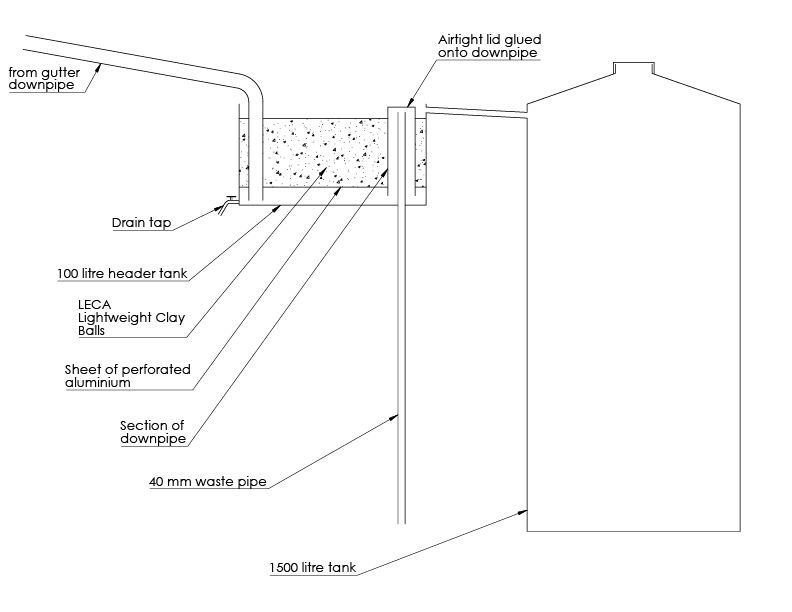 Airtight lid glued
onto downpipe
from gutter
downpipe
Drain tap
100 litre header tank
LECA
Lightweight Clay
Balls
Sheet of perforated
aluminium
Section of
downpipe
40 mm waste pipe
1500 litre tank